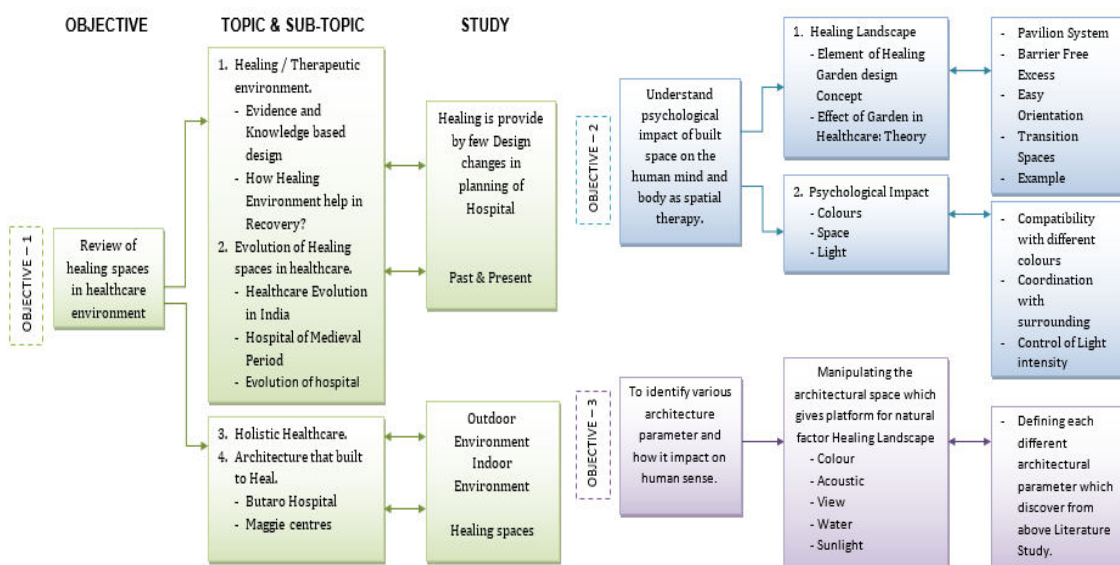 OBJECTIVE
TOPIC & SUB-TOPIC
STUDY
OBJECTIVE – 1
Review of
healing spaces
in healthcare
environment
1. Healing / Therapeutic
environment.
- Evidence and
Knowledge based
design
- How Healing
Environment help in
Recovery?
2. Evolution of Healing
spaces in healthcare.
- Healthcare Evolution
in India
- Hospital of Medieval
Period
- Evolution of hospital
Healing is provide
by few Design
changes in
planning of
Hospital
Past & Present
3. Holistic Healthcare.
4. Architecture that built
to Heal.
- Butaro Hospital
- Maggie centres
Outdoor
Environment
Indoor
Environment
Healing spaces
OBJECTIVE – 2
Understand
psychological
impact of built
space on the
human mind and
body as spatial
therapy.
1. Healing Landscape
- Element of Healing
Garden design
Concept
- Effect of Garden in
Healthcare: Theory
- Pavilion System
- Barrier Free
Excess
- Easy
Orientation
- Transition
Spaces
- Example
2. Psychological Impact
- Colours
- Space
- Light
- Compatibility
with different
colours
- Coordination
with
surrounding
- Control of Light
intensity
OBJECTIVE – 3
To identify various
architecture
parameter and
how it impact on
human sense.
Manipulating the
architectural space which
gives platform for natural
factor Healing Landscape
- Colour
- Acoustic
- View
- Water
- Sunlight
- Defining each
different
architectural
parameter which
discover from
above Literature
Study.